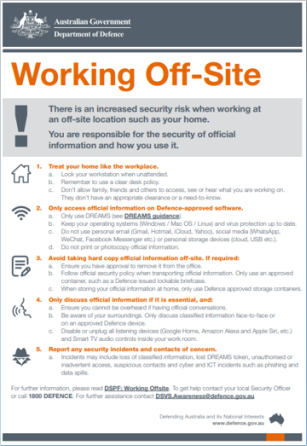 Australian Government
Department of Defence
Working Off-Site
There is an increased security risk when working at
an off-site location such as your home.
You are responsible for the security of official
information and how you use it.
1. Treat your home like the workplace.
a. Lock your workstation when unattended.
b. Remember to use a clear desk policy.
c. Don't allow family, friends and others to access, see or hear what you are working on.
They don't have an appropriate clearance or a need-to-know.
2. Only access official information on Defence-approved software.
a. Only use DREAMS (see DREAMS guidance).
b. Keep your operating systems (Windows / Mac OS / Linux) and virus protection up to date.
c. Do not use personal email (Gmail, Hotmail, iCloud, Yahoo), social media (WhatsApp,
WeChat, Facebook Messenger etc.) or personal storage devices (cloud, USB etc.).
d. Do not print or photocopy official information.
3. Avoid taking hard copy official information off-site. If required:
a. Ensure you have approval to remove it from the office.
b. Follow official security policy when transporting official information. Only use an approved
container, such as a Defence issued lockable briefcase.
c. When storing your official information at home, only use Defence approved storage containers.
4. Only discuss official information if it is essential, and:
a. Ensure you cannot be overheard if having official conversations.
b. Be aware of your surroundings. Only discuss classified information face-to-face or
on an approved Defence device.
c. Disable or unplug all listening devices (Google Home, Amazon Alexa and Apple Siri, etc.)
and Smart TV audio controls inside your work room.
5. Report any security incidents and contacts of concern.
a. Incidents may include loss of classified information, lost DREAMS token, unauthorised or
inadvertent access, suspicious contacts and cyber and ICT incidents such as phishing and
data spills.
For further information, please read DSPF: Working Offsite. To get help contact your local Security Officer
or call 1800 DEFENCE. For further assistance contact DSVS.Awareness@defence.gov.au
Defending Australia and its National Interests
www.defence.gov.au